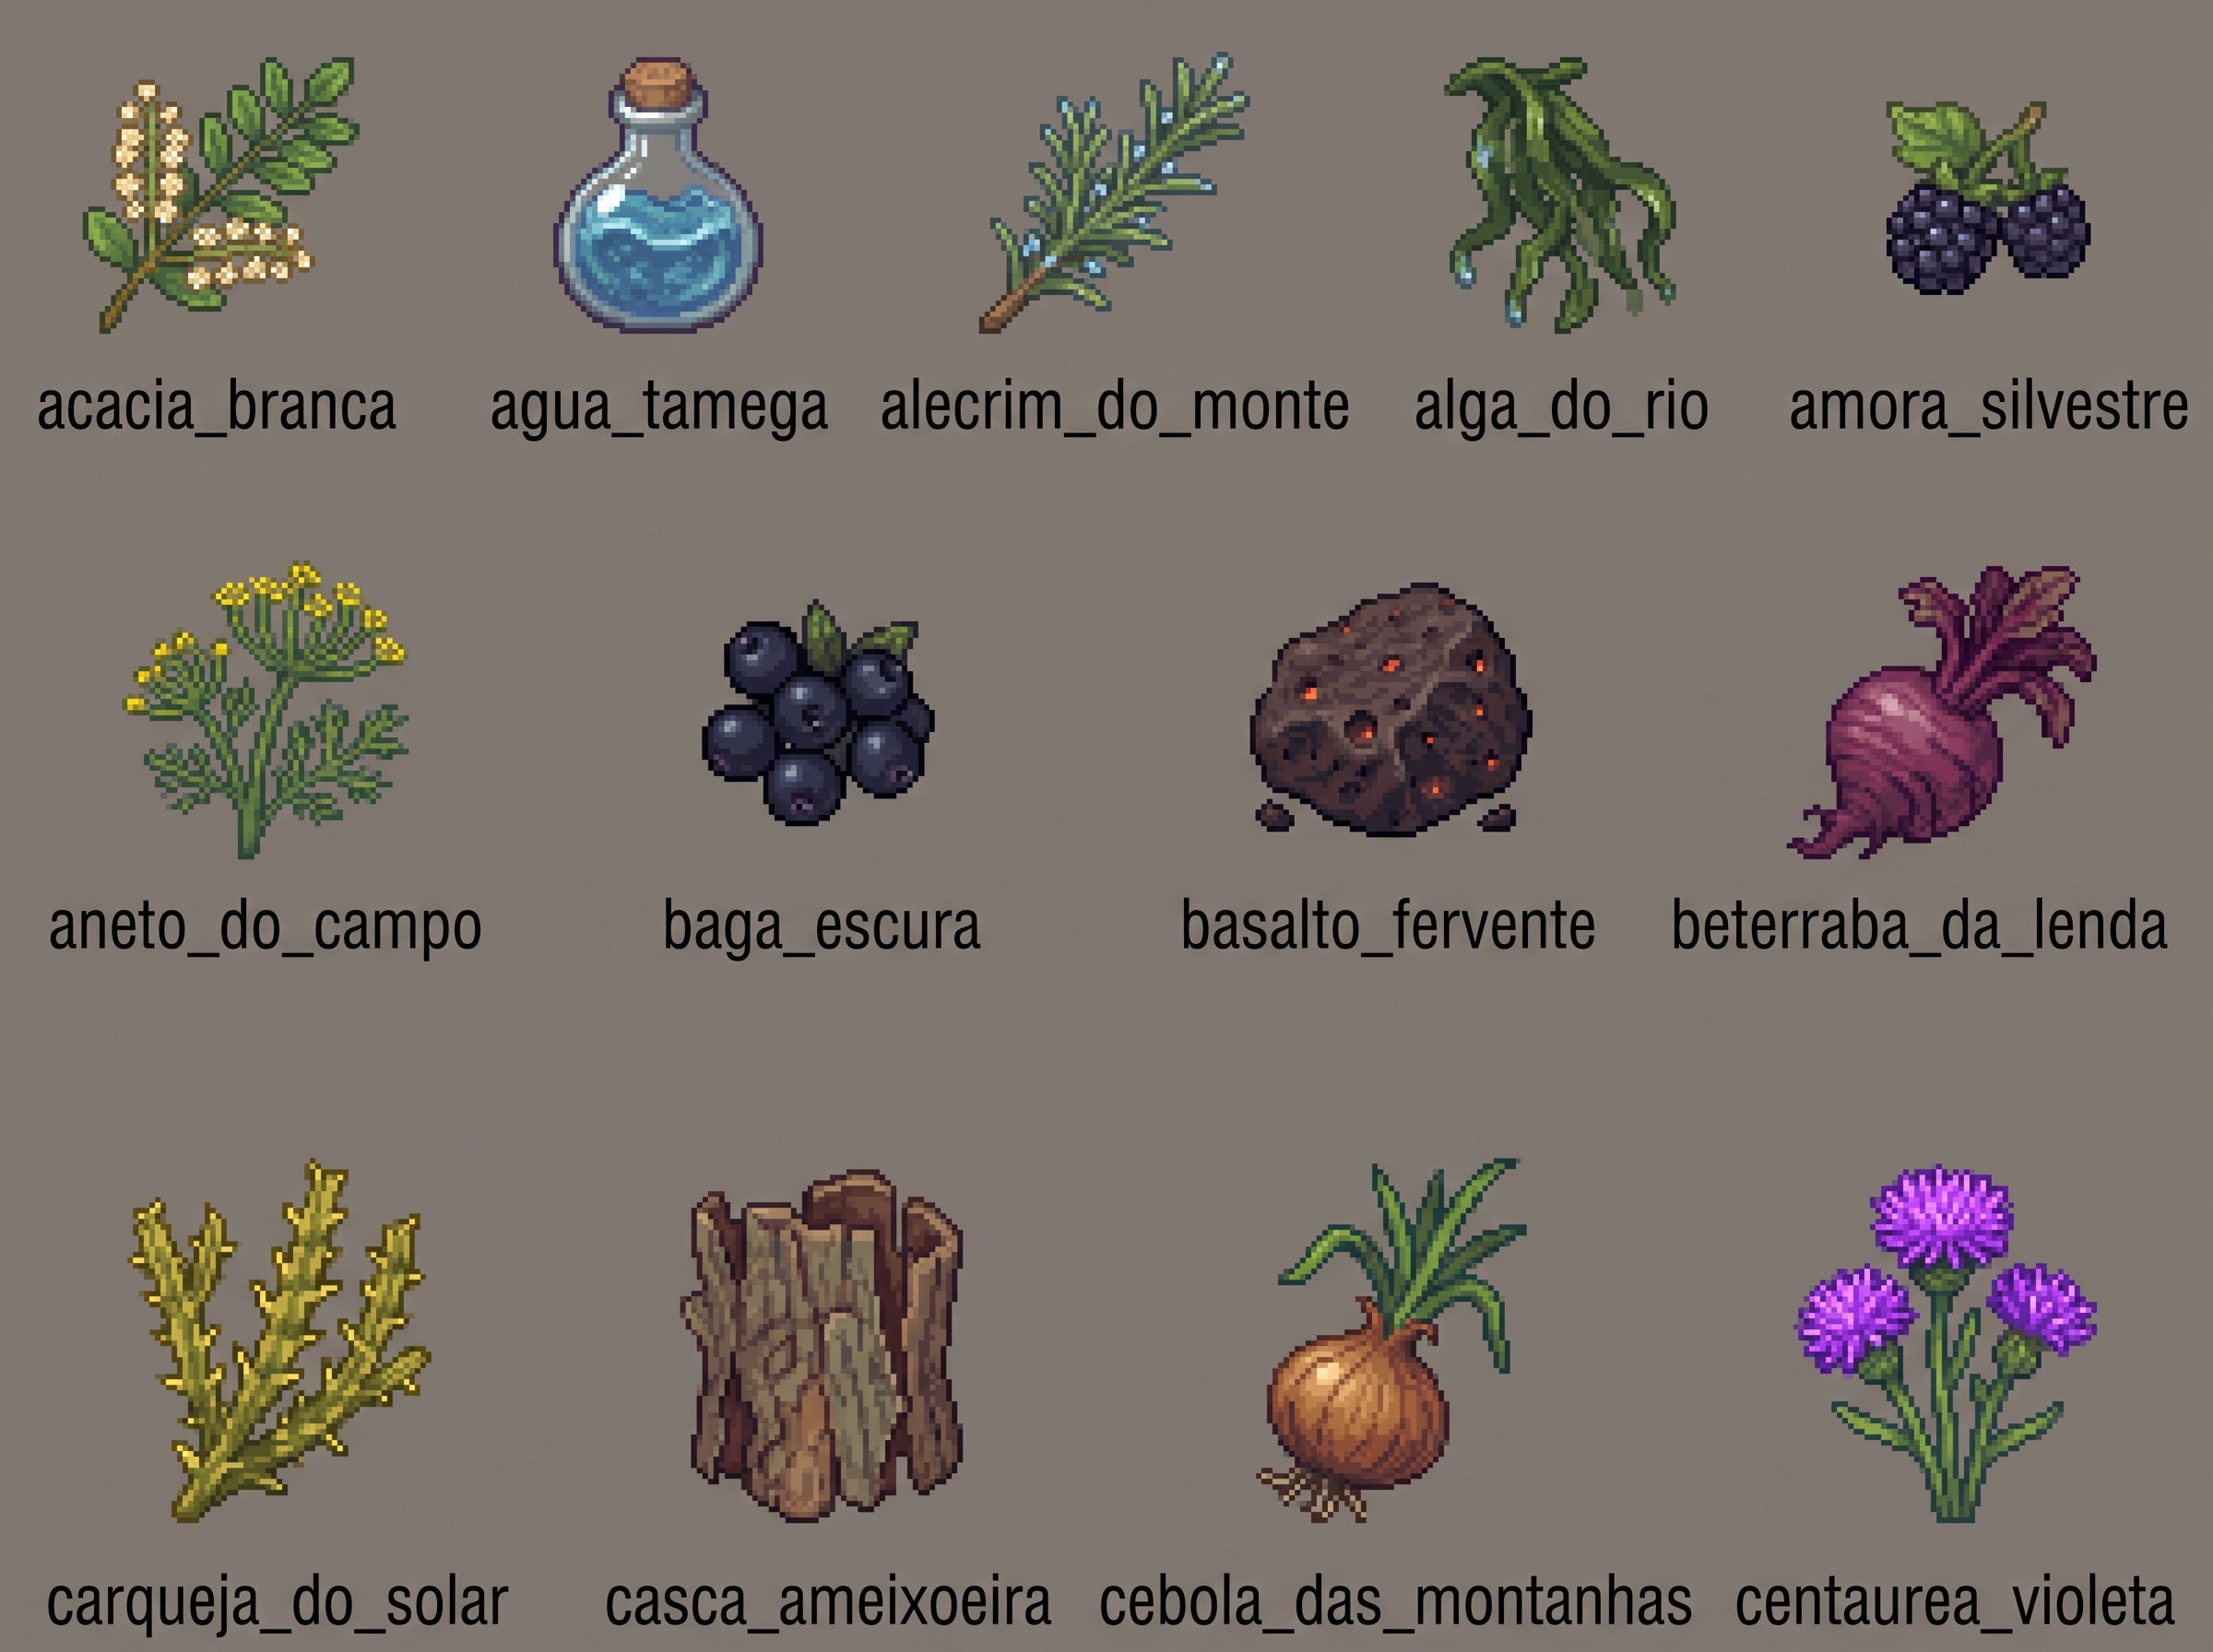 acacia_branca agua_tamega alecrim_do_monte alga_do_rio amora_silvestre
aneto_do_campo baga_escura basalto_fervente beterraba_da_lenda
carqueja_do_solar casca_ameixoeira cebola_das_montanhas centaurea_violeta